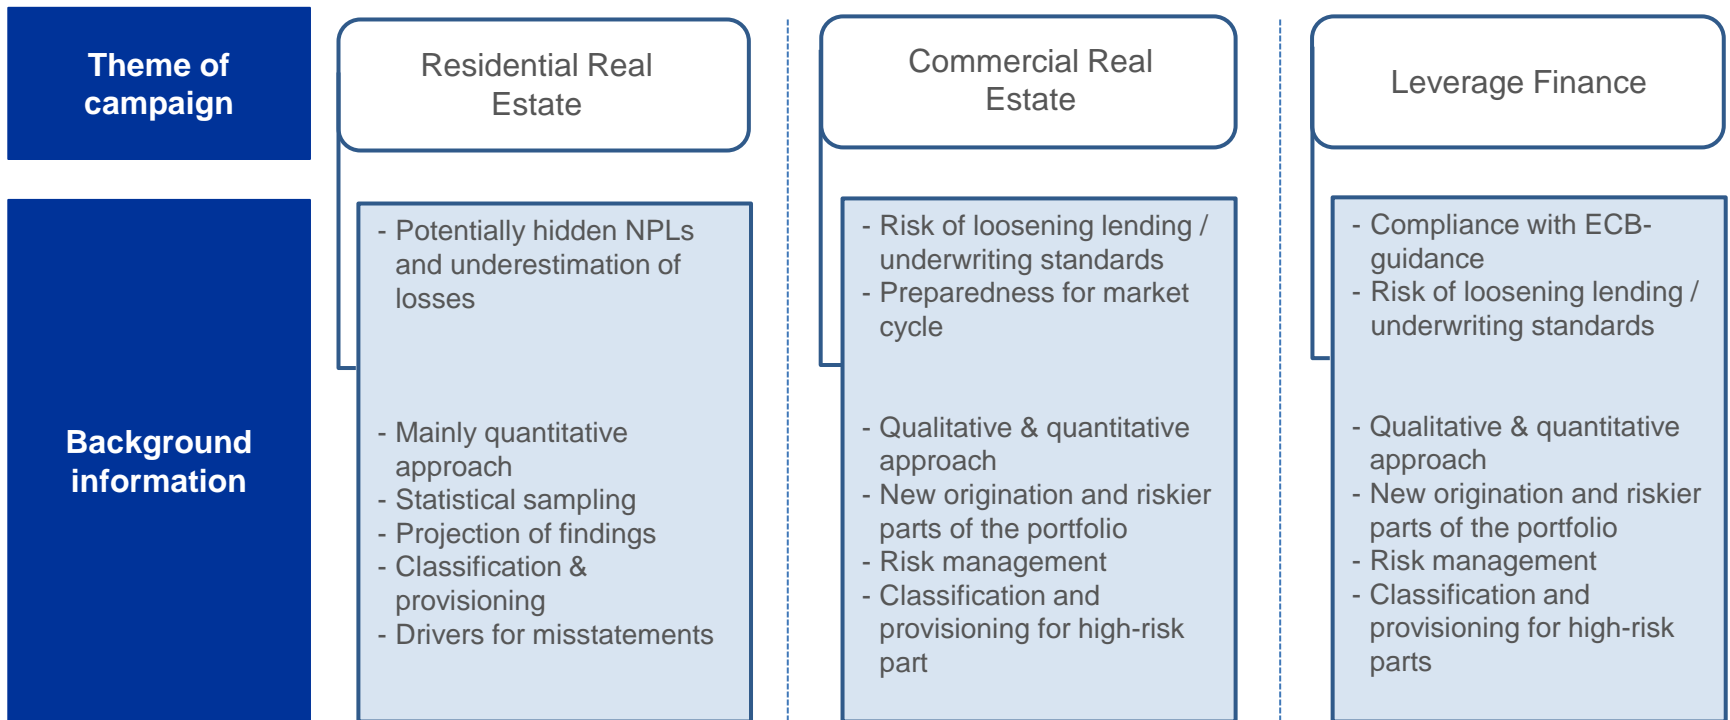 Theme of
campaign
Residential Real
Estate
Commercial Real
Estate
Leverage Finance
Background
information
- Potentially hidden NPLs
and underestimation of
losses
- Mainly quantitative
approach
- Statistical sampling
- Projection of findings
- Classification &
provisioning
- Drivers for misstatements
- Risk of loosening lending /
underwriting standards
- Preparedness for market
cycle
- Qualitative & quantitative
approach
- New origination and riskier
parts of the portfolio
- Risk management
- Classification and
provisioning for high-risk
part
- Compliance with ECB-
guidance
- Risk of loosening lending /
underwriting standards
- Qualitative & quantitative
approach
- New origination and riskier
parts of the portfolio
- Risk management
- Classification and
provisioning for high-risk
parts